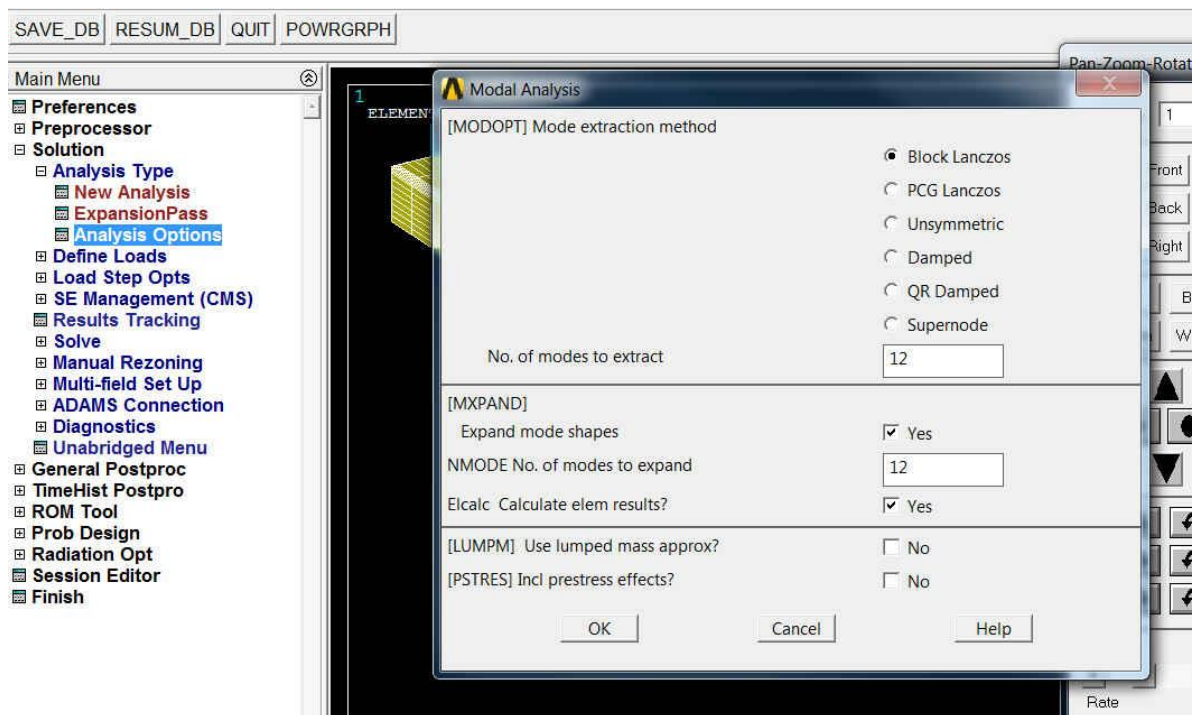 SAVE_DB RESUM_DB QUIT POWRGRPH
Main Menu
Preferences
Preprocessor
Solution
Analysis Type
New Analysis
ExpansionPass
Analysis Options
Define Loads
Load Step Opts
SE Management (CMS)
Results Tracking
Solve
Manual Rezoning
Multi-field Set Up
ADAMS Connection
Diagnostics
Unabridged Menu
General Postproc
TimeHist Postpro
ROM Tool
Prob Design
Radiation Opt
Session Editor
Finish
1
ELEMEN
Modal Analysis
[MODOPT] Mode extraction method
Block Lanczos
PCG Lanczos
Unsymmetric
Damped
QR Damped
Supernode
No. of modes to extract 12
[MXPAND]
Expand mode shapes Yes
NMODE No. of modes to expand 12
Elcalc Calculate elem results? Yes
[LUMPM] Use lumped mass approx? No
[PSTRES] Incl prestress effects? No
OK Cancel Help
Pan-Zoom-Rotat
1
Front
Back
Right
B
W
Rate